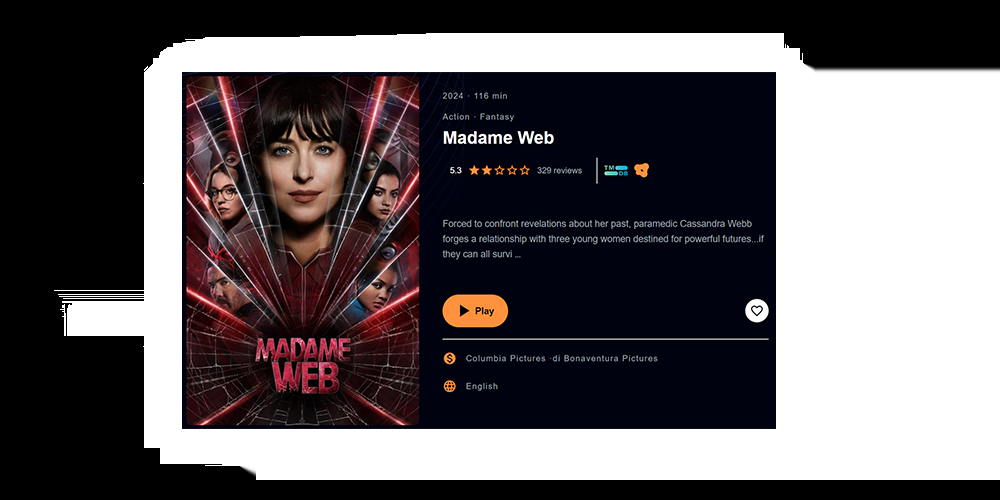 2024 · 116 min
Action · Fantasy
Madame Web
5.3 329 reviews
TMDB
Forced to confront revelations about her past, paramedic Cassandra Webb
forges a relationship with three young women destined for powerful futures...if
they can all survi ...
Play
Columbia Pictures ·di Bonaventura Pictures
English
MADAME
WEB